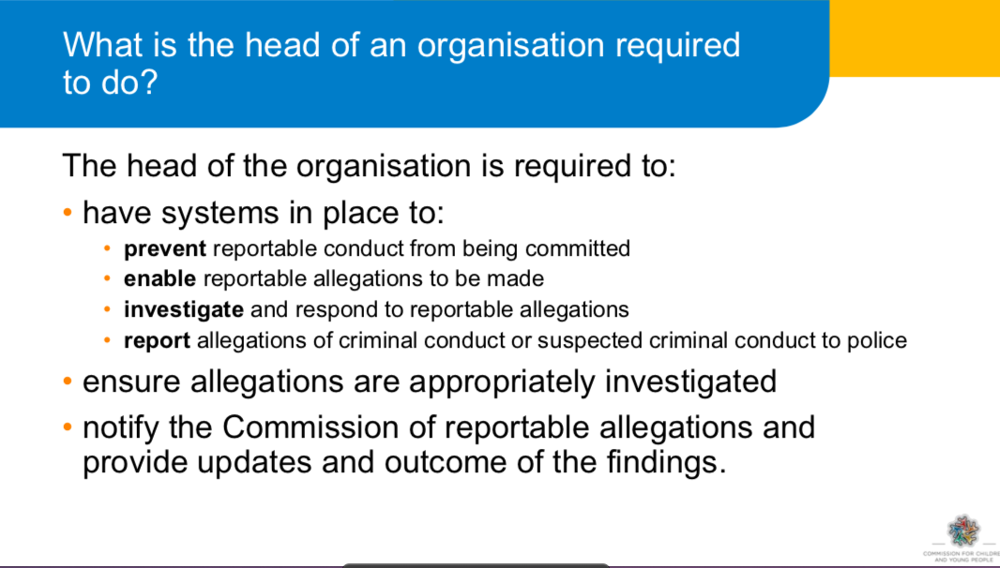 What is the head of an organisation required
to do?
The head of the organisation is required to:
• have systems in place to:
• prevent reportable conduct from being committed
• enable reportable allegations to be made
• investigate and respond to reportable allegations
• report allegations of criminal conduct or suspected criminal conduct to police
• ensure allegations are appropriately investigated
• notify the Commission of reportable allegations and
provide updates and outcome of the findings.
COMMISSION FOR CHILDRE
AND YOUNG PEOPLE